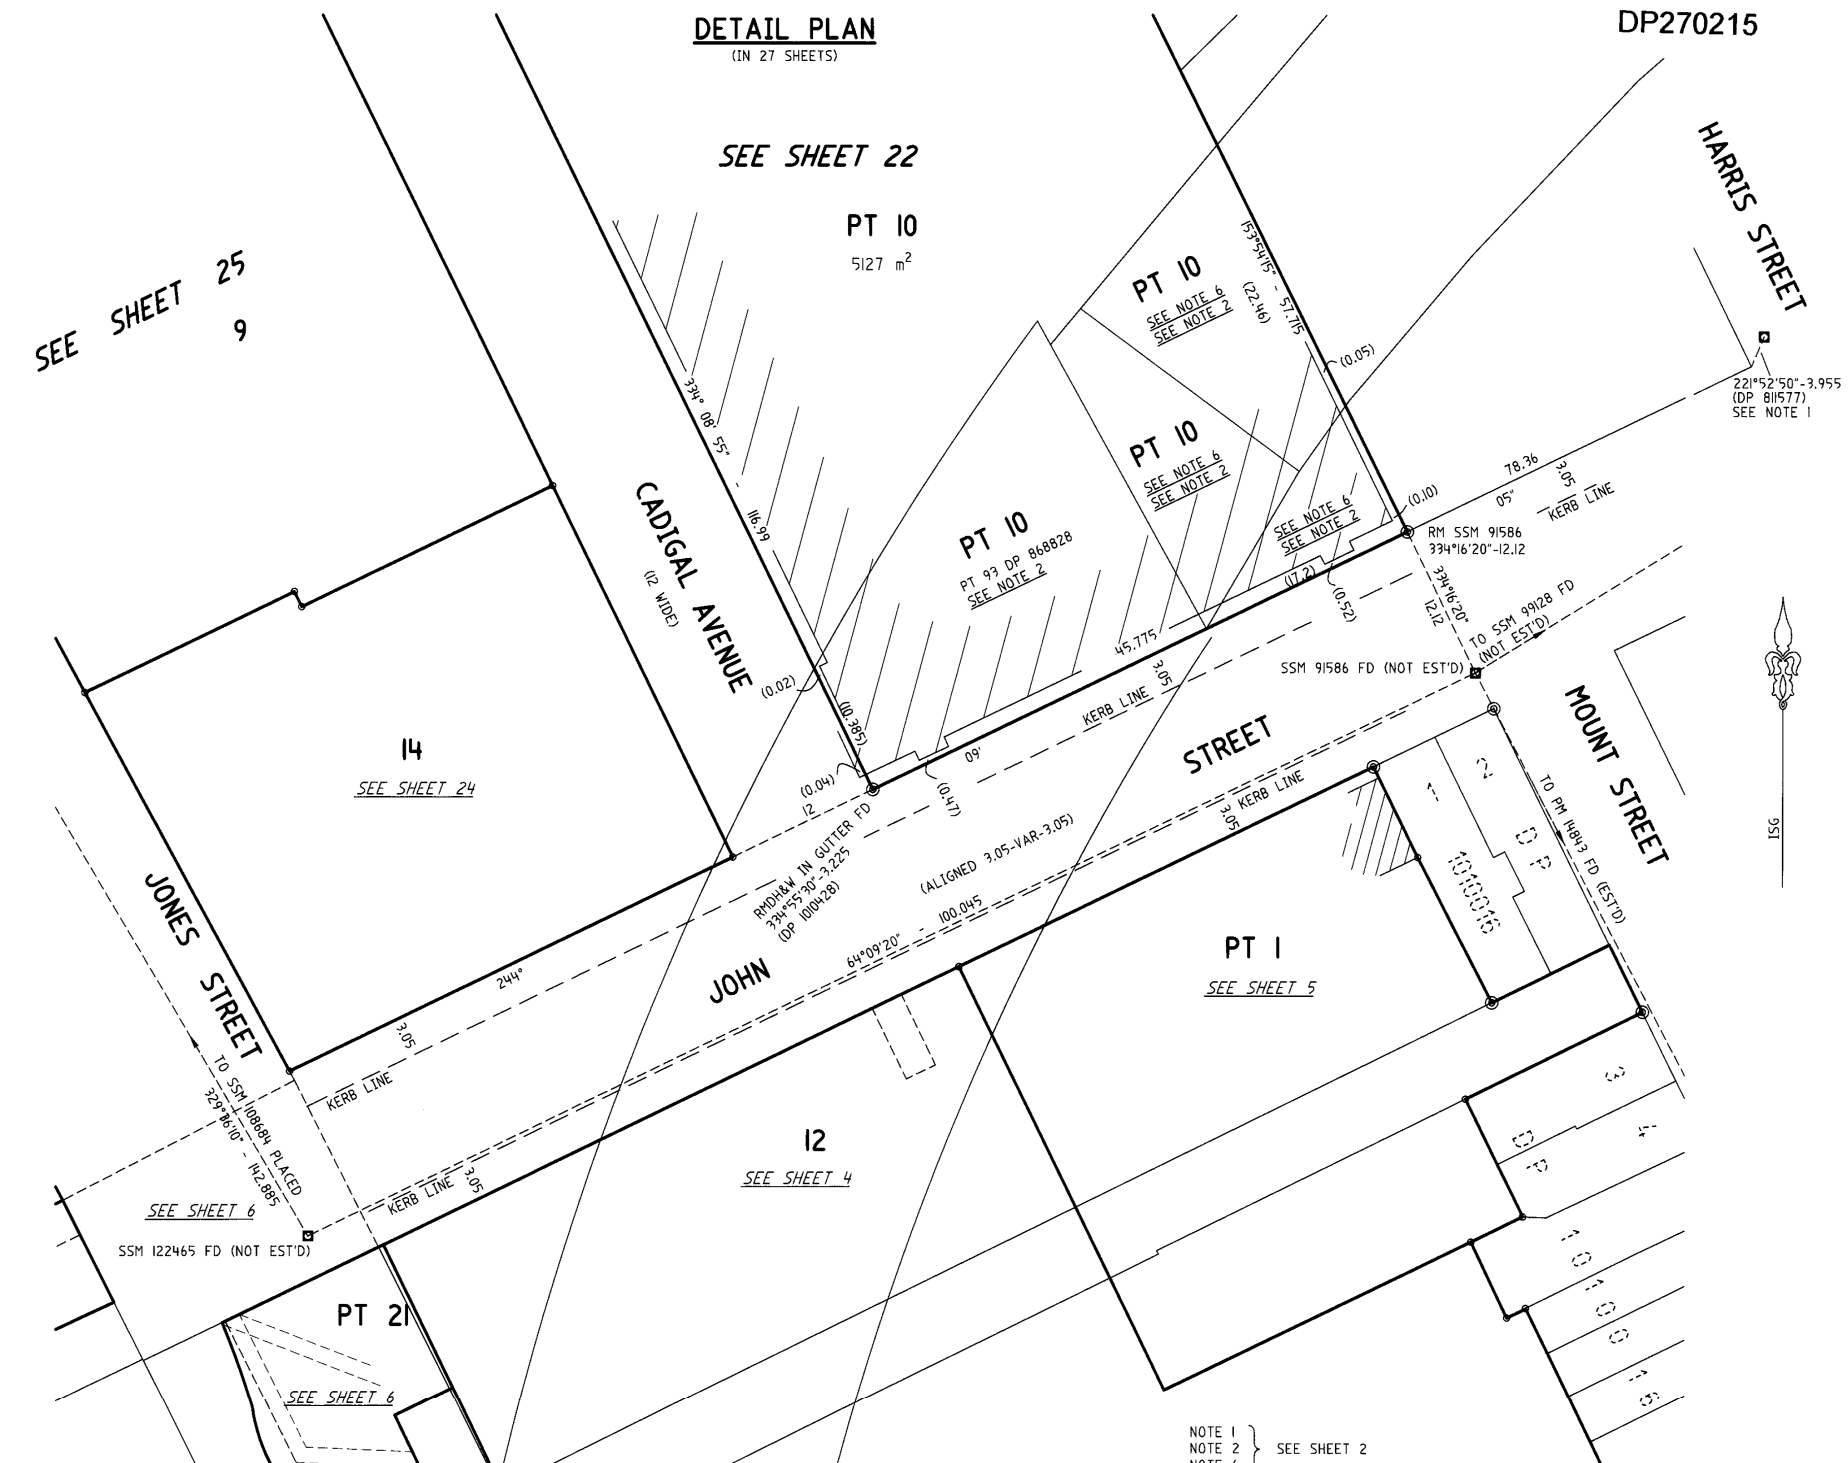 DETAIL PLAN
(IN 27 SHEETS)
DP270215
SEE SHEET 22
PT 10
5127 m²
SEE SHEET 25
9
HARRIS STREET
153°54'15" - 57.715
(22.46)
PT 10
SEE NOTE 6
SEE NOTE 2
(0.05)
221°52'50"-3.955
(DP 811577)
SEE NOTE 1
334° 08' 55" - 116.99
PT 10
SEE NOTE 6
SEE NOTE 2
78.36
05"
3.05
KERB LINE
(0.10)
SEE NOTE 6
SEE NOTE 2
RM SSM 91586
334°16'20"-12.12
CADIGAL AVENUE
(12 WIDE)
PT 10
PT 93 DP 868828
SEE NOTE 2
(17.2)
(0.52)
334°16'20"
12.12
TO SSM 99128 FD
(NOT EST'D)
SSM 91586 FD (NOT EST'D)
45.775
3.05
KERB LINE
(0.02)
(10.385)
(0.04)
12
(0.47)
09'
14
SEE SHEET 24
MOUNT STREET
ISG
RMDH&W IN GUTTER FD
334°55'30"-3.225
(DP 1010428)
(ALIGNED 3.05-VAR-3.05)
3.05
KERB LINE
JOHN STREET
64°09'20" - 100.045
1
2
DP
1010016
TO PM 14843 FD (EST'D)
PT 1
SEE SHEET 5
JONES STREET
244°
3.05
KERB LINE
TO SSM 108684 PLACED
- 142.885
KERB LINE
3.05
12
SEE SHEET 4
3
4
DP
1010016
SEE SHEET 6
SSM 122465 FD (NOT EST'D)
PT 21
SEE SHEET 6
NOTE 1
NOTE 2
SEE SHEET 2